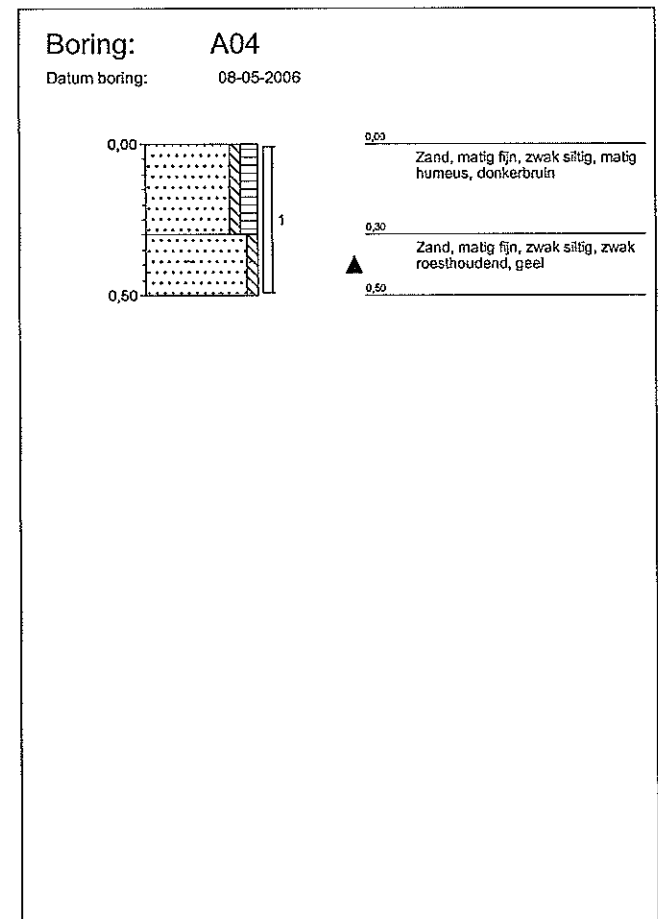 Boring: A04
Datum boring: 08-05-2006
0,00
0,00
Zand, matig fijn, zwak siltig, matig
humeus, donkerbruin
1
0,30
Zand, matig fijn, zwak siltig, zwak
roesthoudend, geel
0,50
0,50